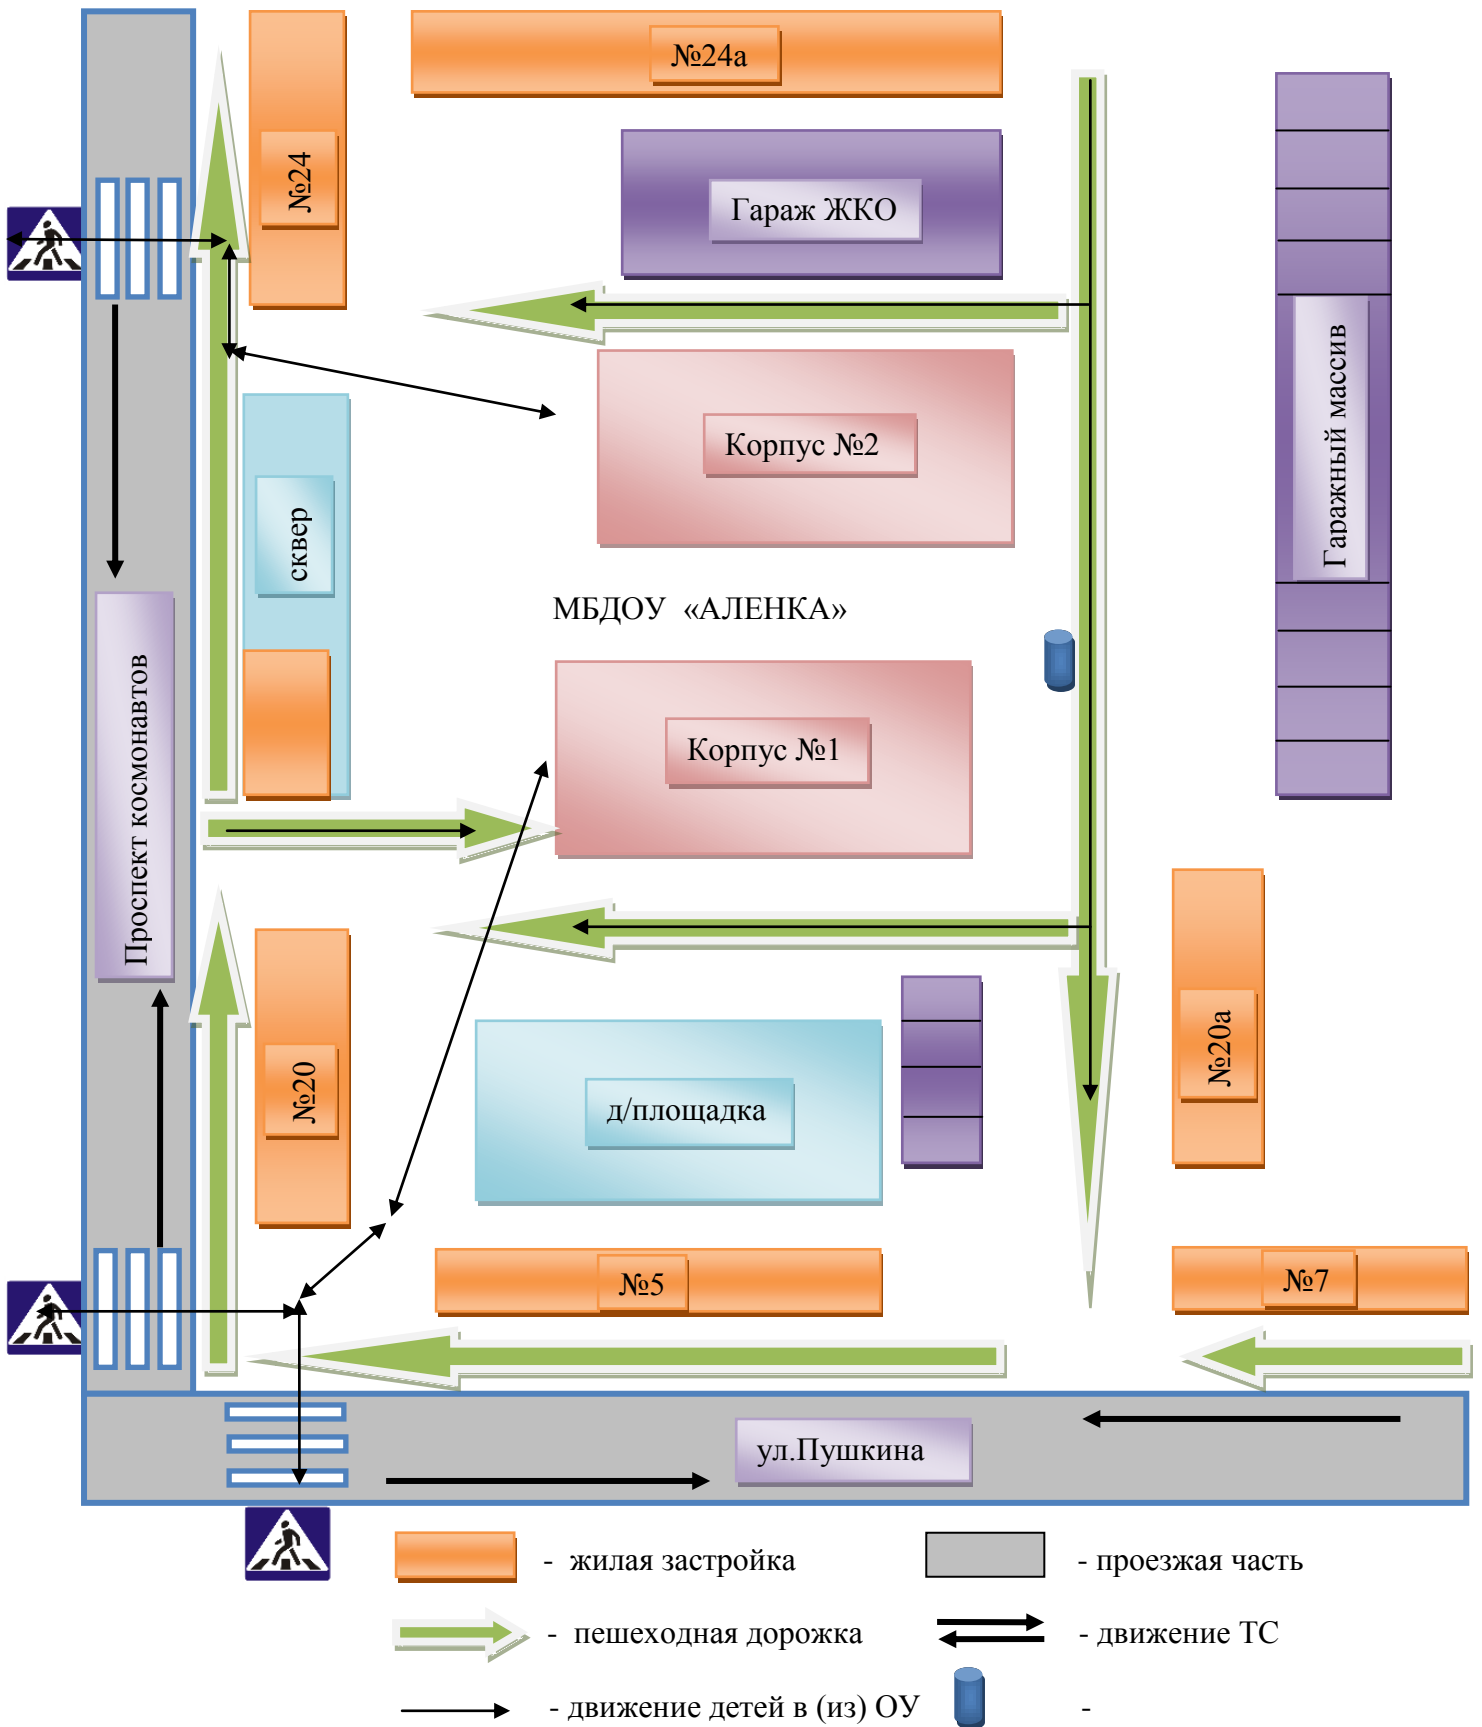 №24а
№24
Гараж ЖКО
Гаражный массив
Корпус №2
сквер
МБДОУ «АЛЕНКА»
Проспект космонавтов
Корпус №1
№20
№20а
д/площадка
№5
№7
ул.Пушкина
- жилая застройка
- проезжая часть
- пешеходная дорожка
- движение ТС
- движение детей в (из) ОУ
-